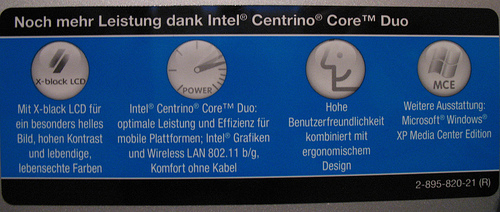 Noch mehr Leistung dank Intel® Centrino® Core™ Duo
X-black LCD
Mit X-black LCD für
ein besonders helles
Bild, hohen Kontrast
und lebendige,
lebensechte Farben
POWER
Intel® Centrino® Core™ Duo:
optimale Leistung und Effizienz für
mobile Plattformen; Intel® Grafiken
und Wireless LAN 802.11 b/g,
Komfort ohne Kabel
Hohe
Benutzerfreundlichkeit
kombiniert mit
ergonomischem
Design
MCE
Weitere Ausstattung:
Microsoft® Windows®
XP Media Center Edition
2-895-820-21 (R)